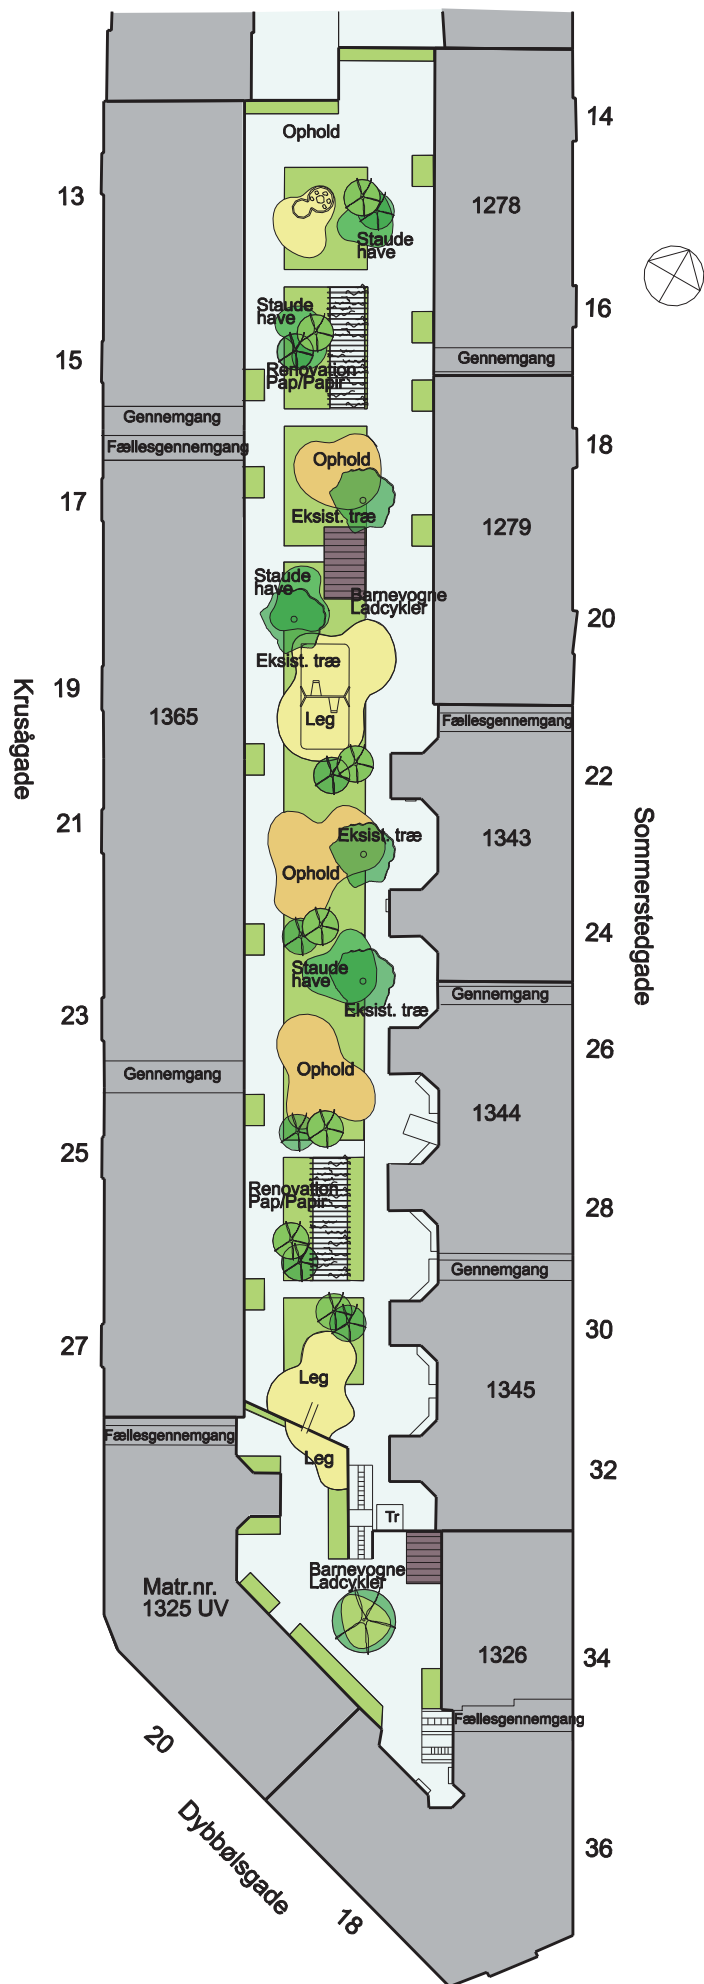 14
Ophold
13
1278
Staude
have
Staude
have
16
15
Renovation
Pap/Papir
Gennemgang
Gennemgang
Fællesgennemgang
18
Ophold
17
Eksist. træ
1279
Staude
have
Barnevogne
Ladcykler
20
Eksist. træ
19
1365
Leg
Fællesgennemgang
Krusågade
22
21
Eksist. træ
1343
Ophold
Sommerstedgade
24
Staude
have
Gennemgang
Eksist. træ
23
26
Gennemgang
Ophold
1344
25
Renovation
Pap/Papir
28
Gennemgang
30
27
Leg
1345
Fællesgennemgang
Leg
32
Tr
Barnevogne
Ladcykler
Matr.nr.
1325 UV
1326
34
Fællesgennemgang
20
Dybbølsgade
18
36